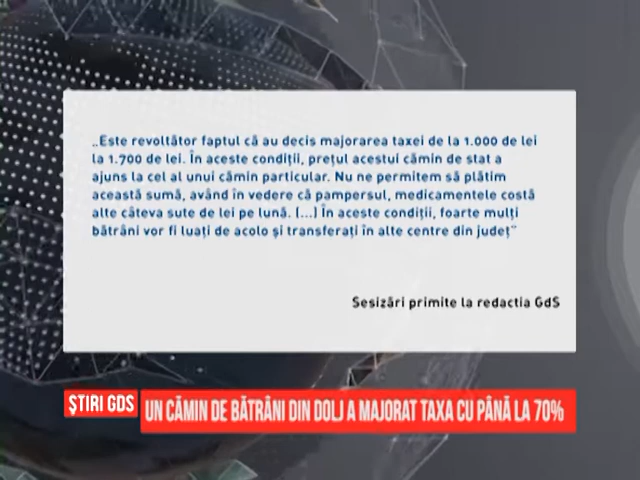 „Este revoltător faptul că au decis majorarea taxei de la 1.000 de lei
la 1.700 de lei. În aceste condiții, prețul acestui cămin de stat a
ajuns la cel al unui cămin particular. Nu ne permitem să plătim
această sumă, având în vedere că pampersul, medicamentele costă
alte câteva sute de lei pe lună. (...) În aceste condiții, foarte mulți
bătrâni vor fi luați de acolo și transferați în alte centre din județ”
Sesizări primite la redactia GdS
ȘTIRI GDS
UN CĂMIN DE BĂTRÂNI DIN DOLJ A MAJORAT TAXA CU PÂNĂ LA 70%